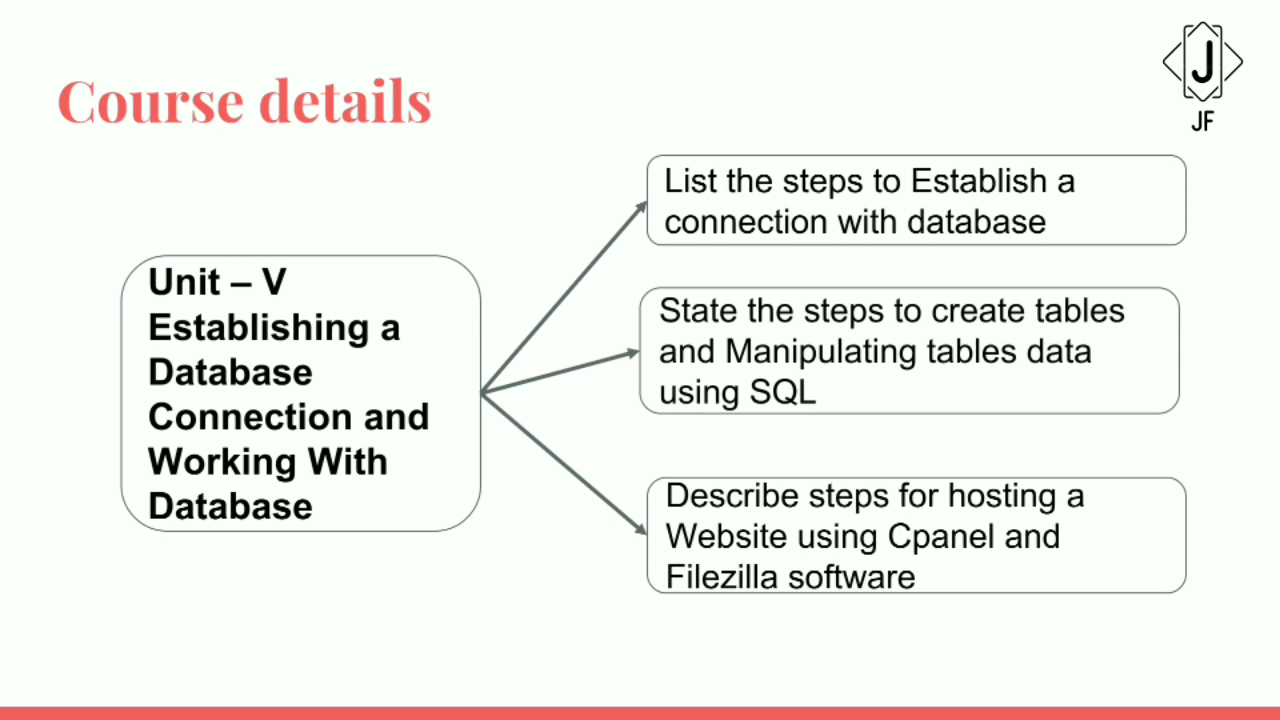 Course details
J
JF
Unit – V
Establishing a
Database
Connection and
Working With
Database
List the steps to Establish a
connection with database
State the steps to create tables
and Manipulating tables data
using SQL
Describe steps for hosting a
Website using Cpanel and
Filezilla software